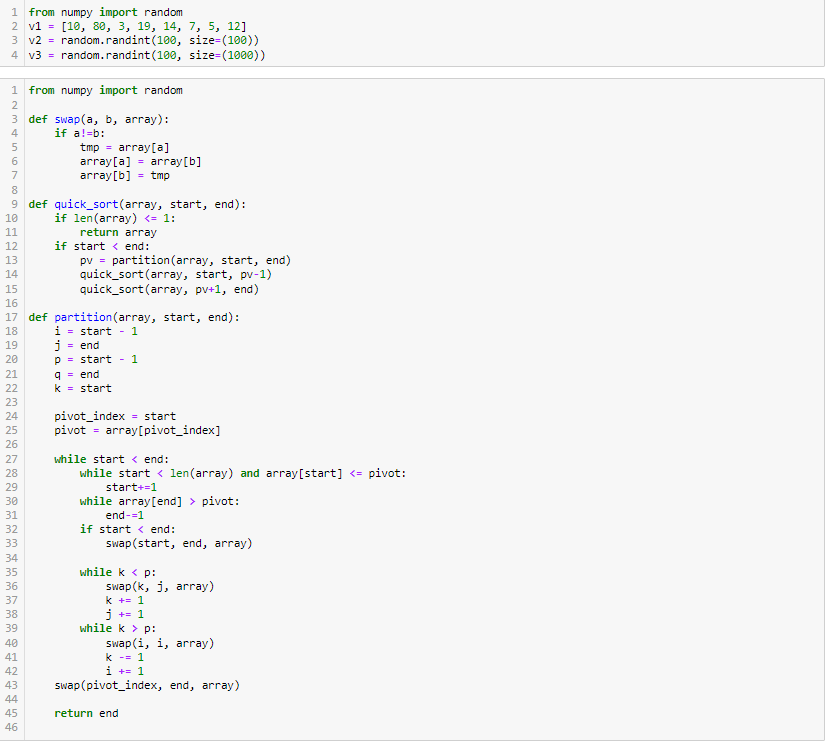 1 from numpy import random
2 v1 = [10, 80, 3, 19, 14, 7, 5, 12]
3 v2 = random.randint(100, size=(100))
4 v3 = random.randint(100, size=(1000))
1 from numpy import random
2
3 def swap(a, b, array):
4     if a!=b:
5         tmp = array[a]
6         array[a] = array[b]
7         array[b] = tmp
8
9 def quick_sort(array, start, end):
10     if len(array) <= 1:
11         return array
12     if start < end:
13         pv = partition(array, start, end)
14         quick_sort(array, start, pv-1)
15         quick_sort(array, pv+1, end)
16
17 def partition(array, start, end):
18     i = start - 1
19     j = end
20     p = start - 1
21     q = end
22     k = start
23
24     pivot_index = start
25     pivot = array[pivot_index]
26
27     while start < end:
28         while start < len(array) and array[start] <= pivot:
29             start+=1
30         while array[end] > pivot:
31             end-=1
32         if start < end:
33             swap(start, end, array)
34
35         while k < p:
36             swap(k, j, array)
37             k += 1
38             j += 1
39         while k > p:
40             swap(i, i, array)
41             k -= 1
42             i += 1
43     swap(pivot_index, end, array)
44
45     return end
46